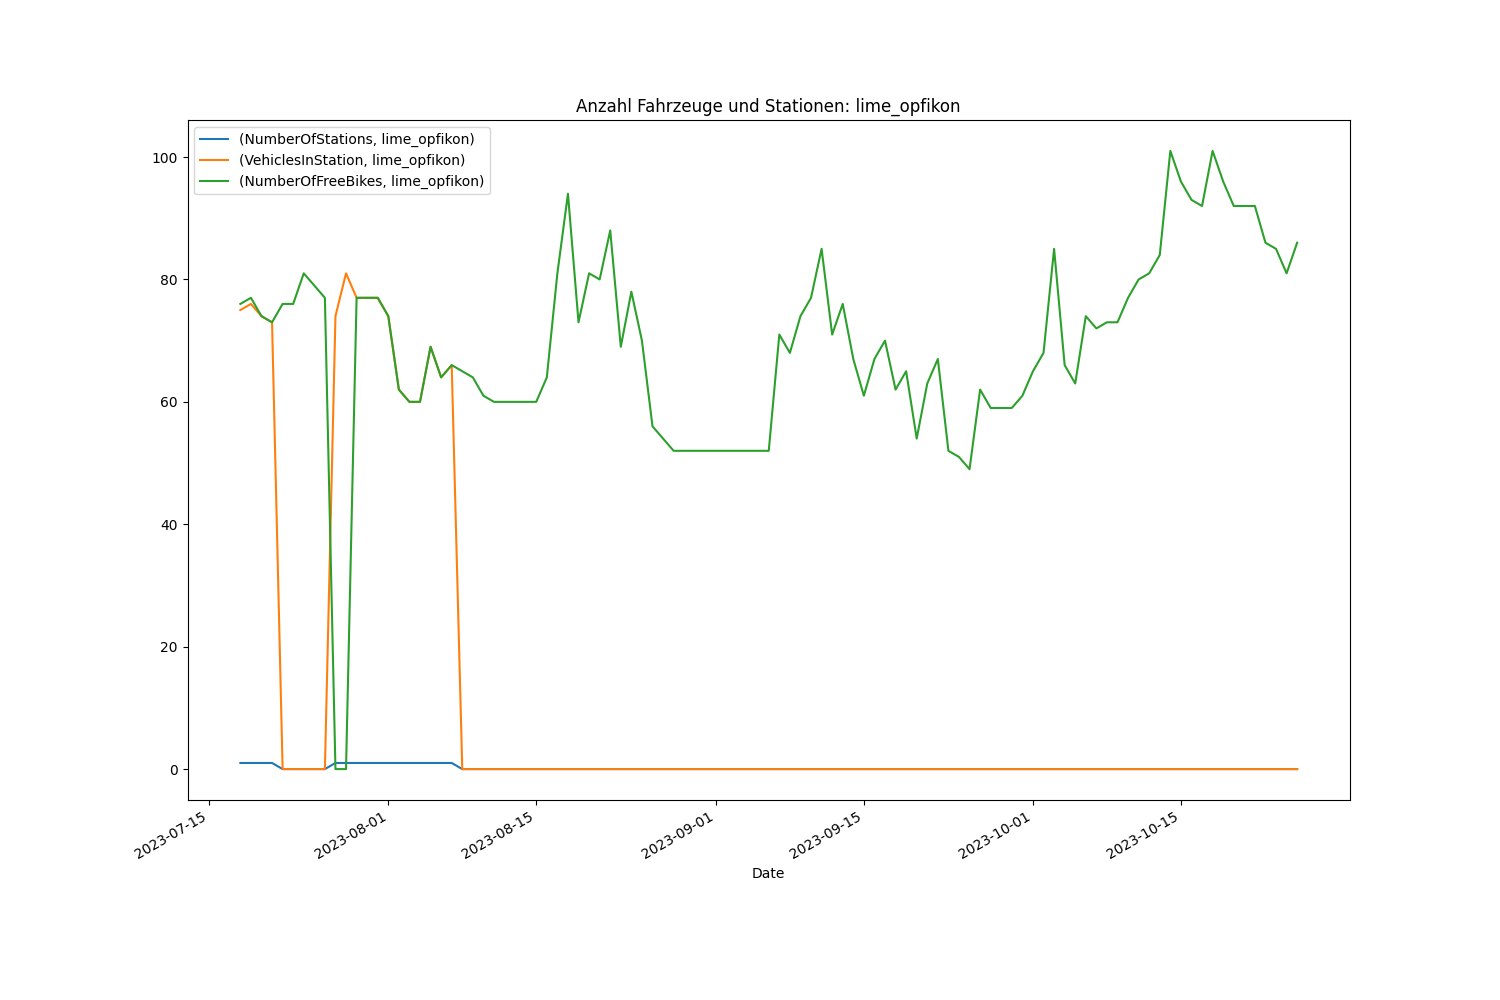 Anzahl Fahrzeuge und Stationen: lime_opfikon
(NumberOfStations, lime_opfikon)
(VehiclesInStation, lime_opfikon)
(NumberOfFreeBikes, lime_opfikon)
100
80
60
40
20
0
2023-07-15
2023-08-01
2023-08-15
2023-09-01
2023-09-15
2023-10-01
2023-10-15
Date